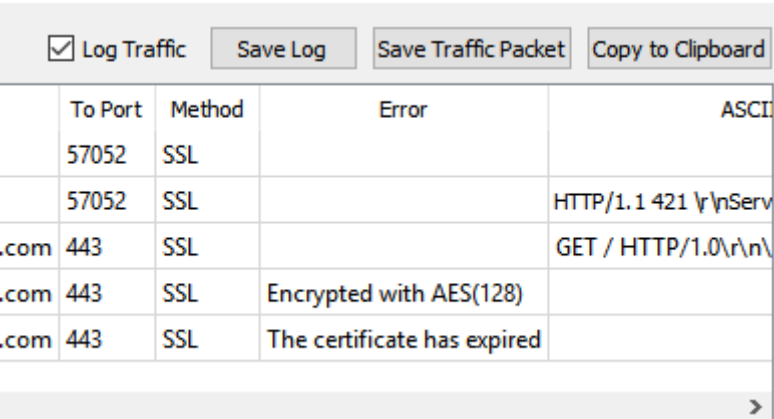 Log Traffic Save Log Save Traffic Packet Copy to Clipboard
To Port Method Error ASCII
57052 SSL
57052 SSL HTTP/1.1 421 \r\nServ
.com 443 SSL GET / HTTP/1.0\r\n\
.com 443 SSL Encrypted with AES(128)
.com 443 SSL The certificate has expired